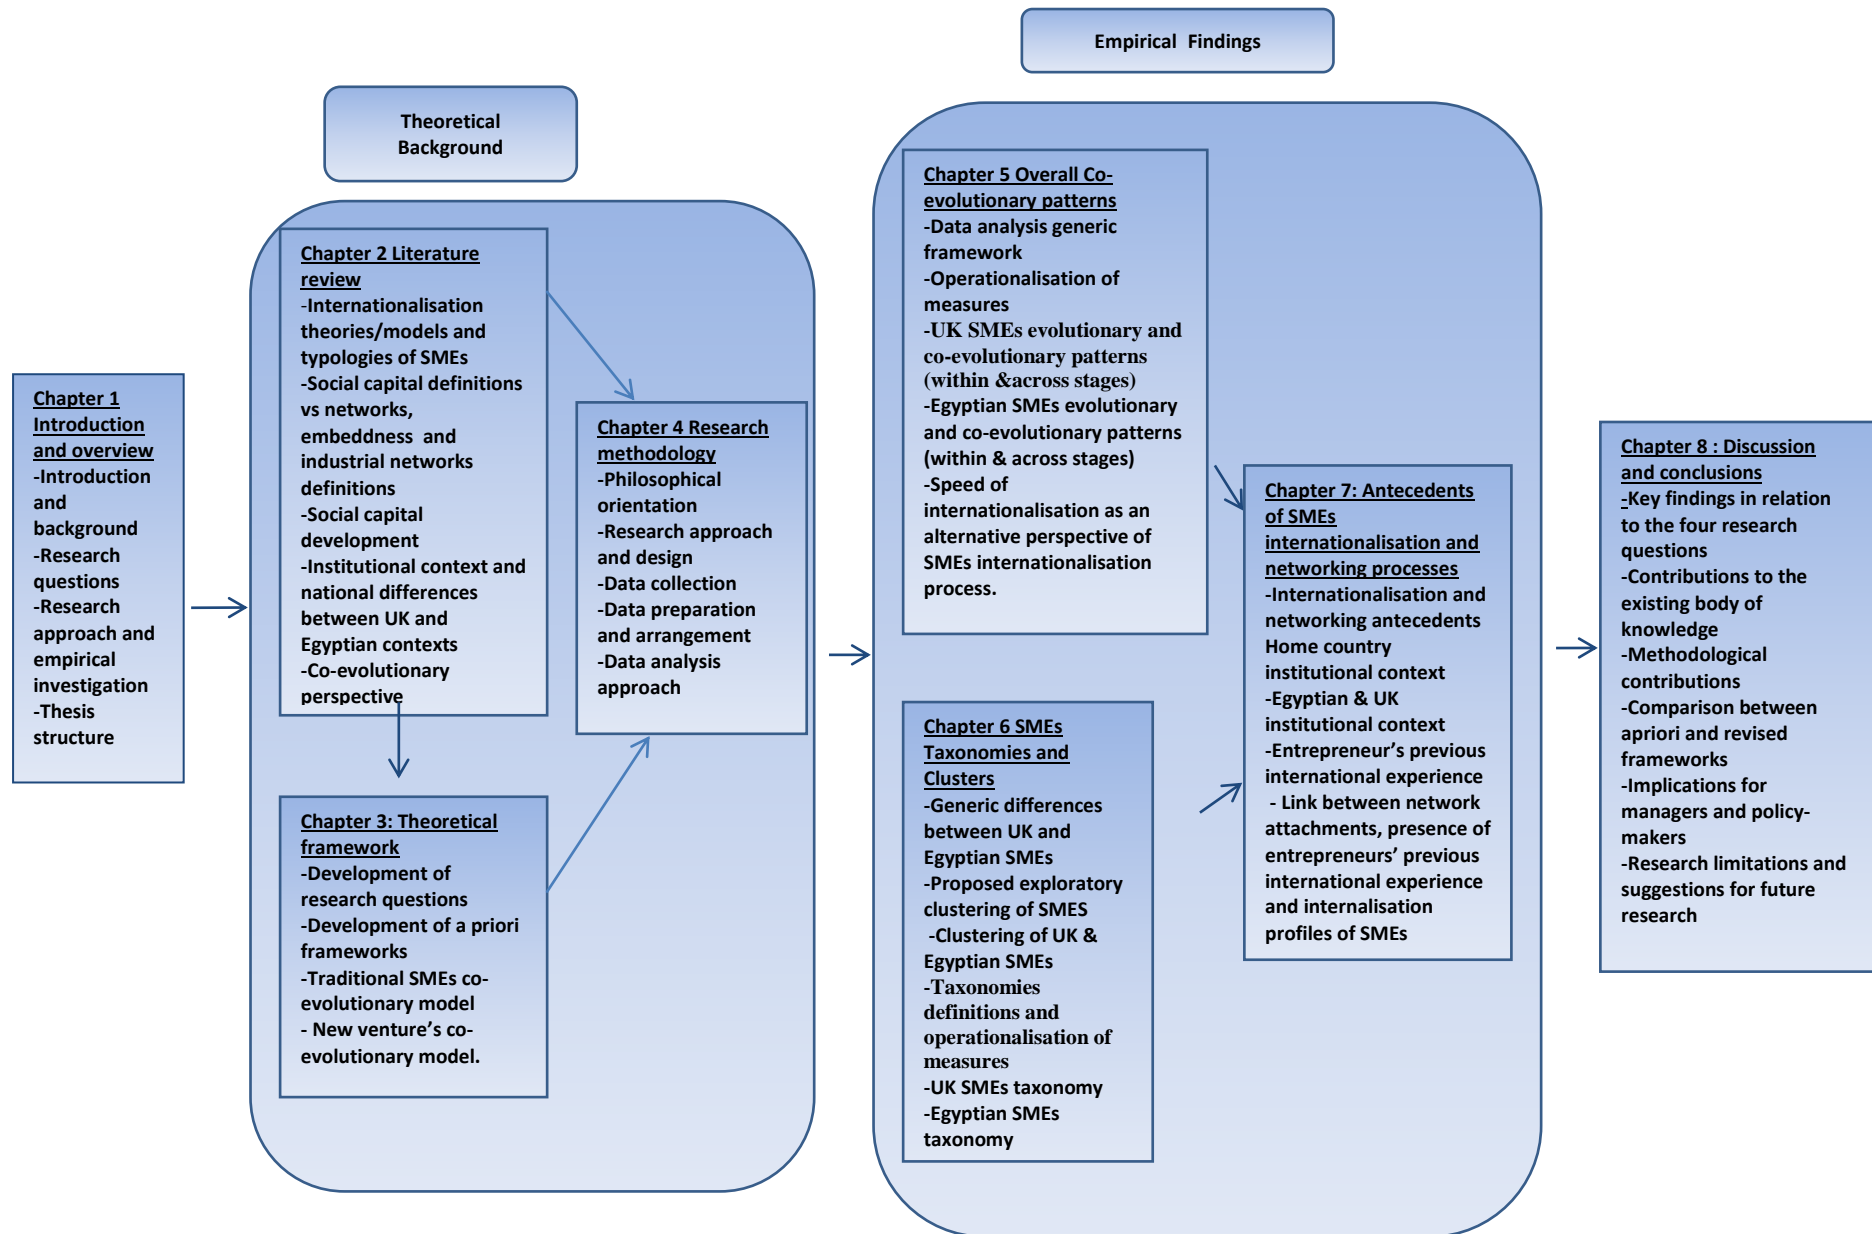 Empirical  Findings
Theoretical
Background
Chapter 1
Introduction
and overview
-Introduction
and
background
-Research
questions
-Research
approach and
empirical
investigation
-Thesis
structure
Chapter 2 Literature
review
-Internationalisation
theories/models and
typologies of SMEs
-Social capital definitions
vs networks,
embeddness  and
industrial networks
definitions
-Social capital
development
-Institutional context and
national differences
between UK and
Egyptian contexts
-Co-evolutionary
perspective
Chapter 3: Theoretical
framework
-Development of
research questions
-Development of a priori
frameworks
-Traditional SMEs co-
evolutionary model
- New venture's co-
evolutionary model.
Chapter 4 Research
methodology
-Philosophical
orientation
-Research approach
and design
-Data collection
-Data preparation
and arrangement
-Data analysis
approach
Chapter 5 Overall Co-
evolutionary patterns
-Data analysis generic
framework
-Operationalisation of
measures
-UK SMEs evolutionary and
co-evolutionary patterns
(within &across stages)
-Egyptian SMEs evolutionary
and co-evolutionary patterns
(within & across stages)
-Speed of
internationalisation as an
alternative perspective of
SMEs internationalisation
process.
Chapter 6 SMEs
Taxonomies and
Clusters
-Generic differences
between UK and
Egyptian SMEs
-Proposed exploratory
clustering of SMES
-Clustering of UK &
Egyptian SMEs
-Taxonomies
definitions and
operationalisation of
measures
-UK SMEs taxonomy
-Egyptian SMEs
taxonomy
Chapter 7: Antecedents
of SMEs
internationalisation and
networking processes
-Internationalisation and
networking antecedents
Home country
institutional context
-Egyptian & UK
institutional context
-Entrepreneur's previous
international experience
- Link between network
attachments, presence of
entrepreneurs' previous
international experience
and internalisation
profiles of SMEs
Chapter 8 : Discussion
and conclusions
-Key findings in relation
to the four research
questions
-Contributions to the
existing body of
knowledge
-Methodological
contributions
-Comparison between
apriori and revised
frameworks
-Implications for
managers and policy-
makers
-Research limitations and
suggestions for future
research